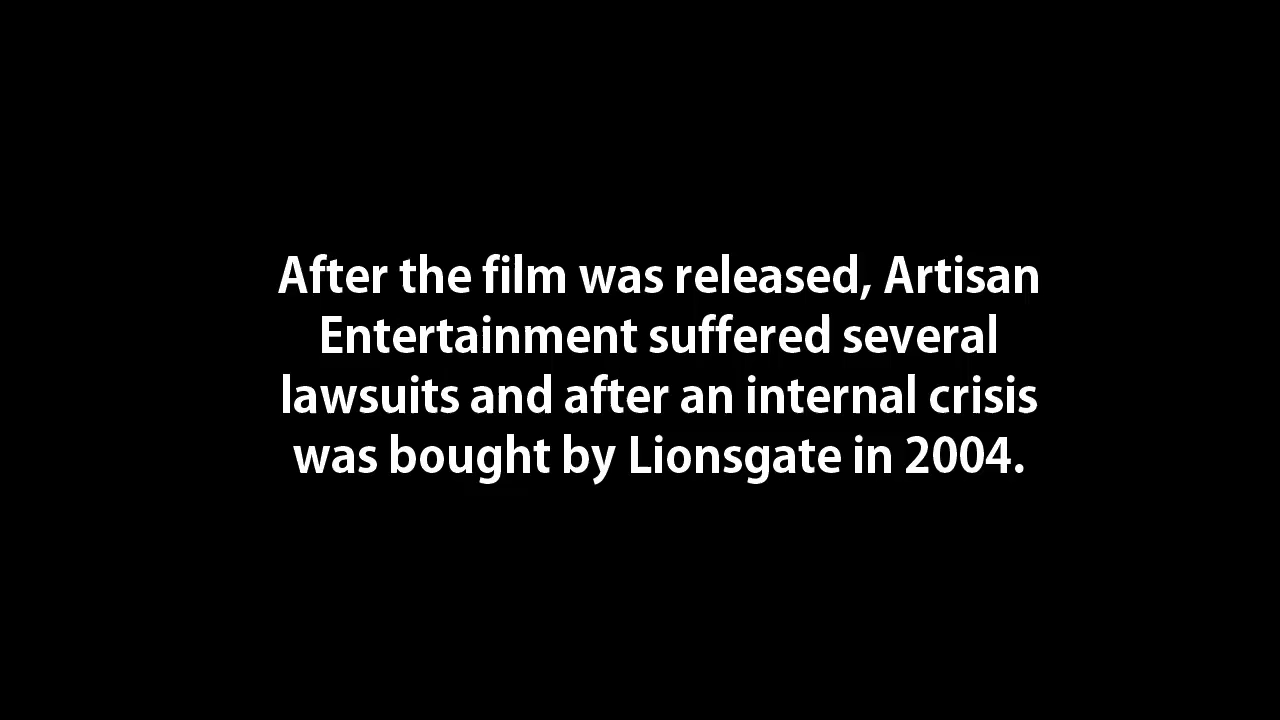 After the film was released, Artisan
Entertainment suffered several
lawsuits and after an internal crisis
was bought by Lionsgate in 2004.